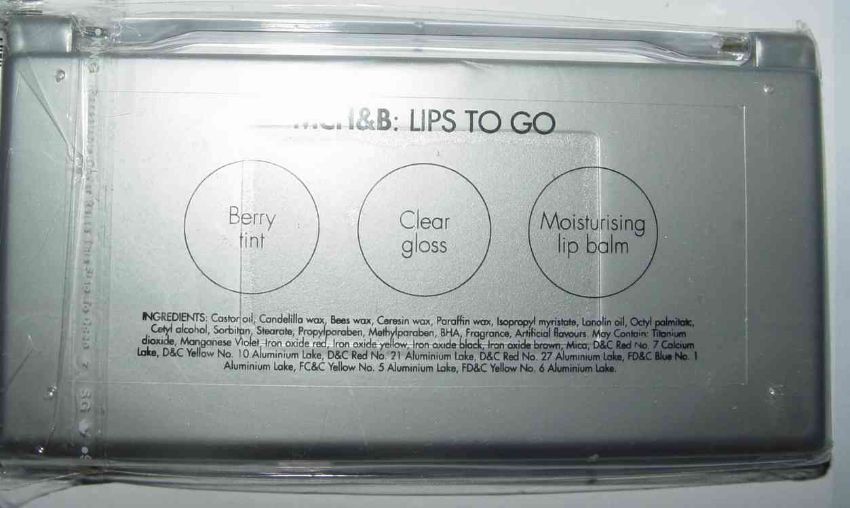 MCH&B: LIPS TO GO
Berry
tint
Clear
gloss
Moisturising
lip balm
INGREDIENTS: Castor oil, Candelilla wax, Bees wax, Ceresin wax, Paraffin wax, Isopropyl myristate, Lanolin oil, Octyl palmitate,
Cetyl alcohol, Sorbitan, Stearate, Propylparaben, Methylparaben, BHA, Fragrance, Artificial flavours. May Contain: Titanium
dioxide, Manganese Violet, Iron oxide red, Iron oxide yellow, Iron oxide black, Iron oxide brown, Mica, D&C Red No. 7 Calcium
Lake, D&C Yellow No. 10 Aluminium Lake, D&C Red No. 21 Aluminium Lake, D&C Red No. 27 Aluminium Lake, FD&C Blue No. 1
Aluminium Lake, FC&C Yellow No. 5 Aluminium Lake, FD&C Yellow No. 6 Aluminium Lake.